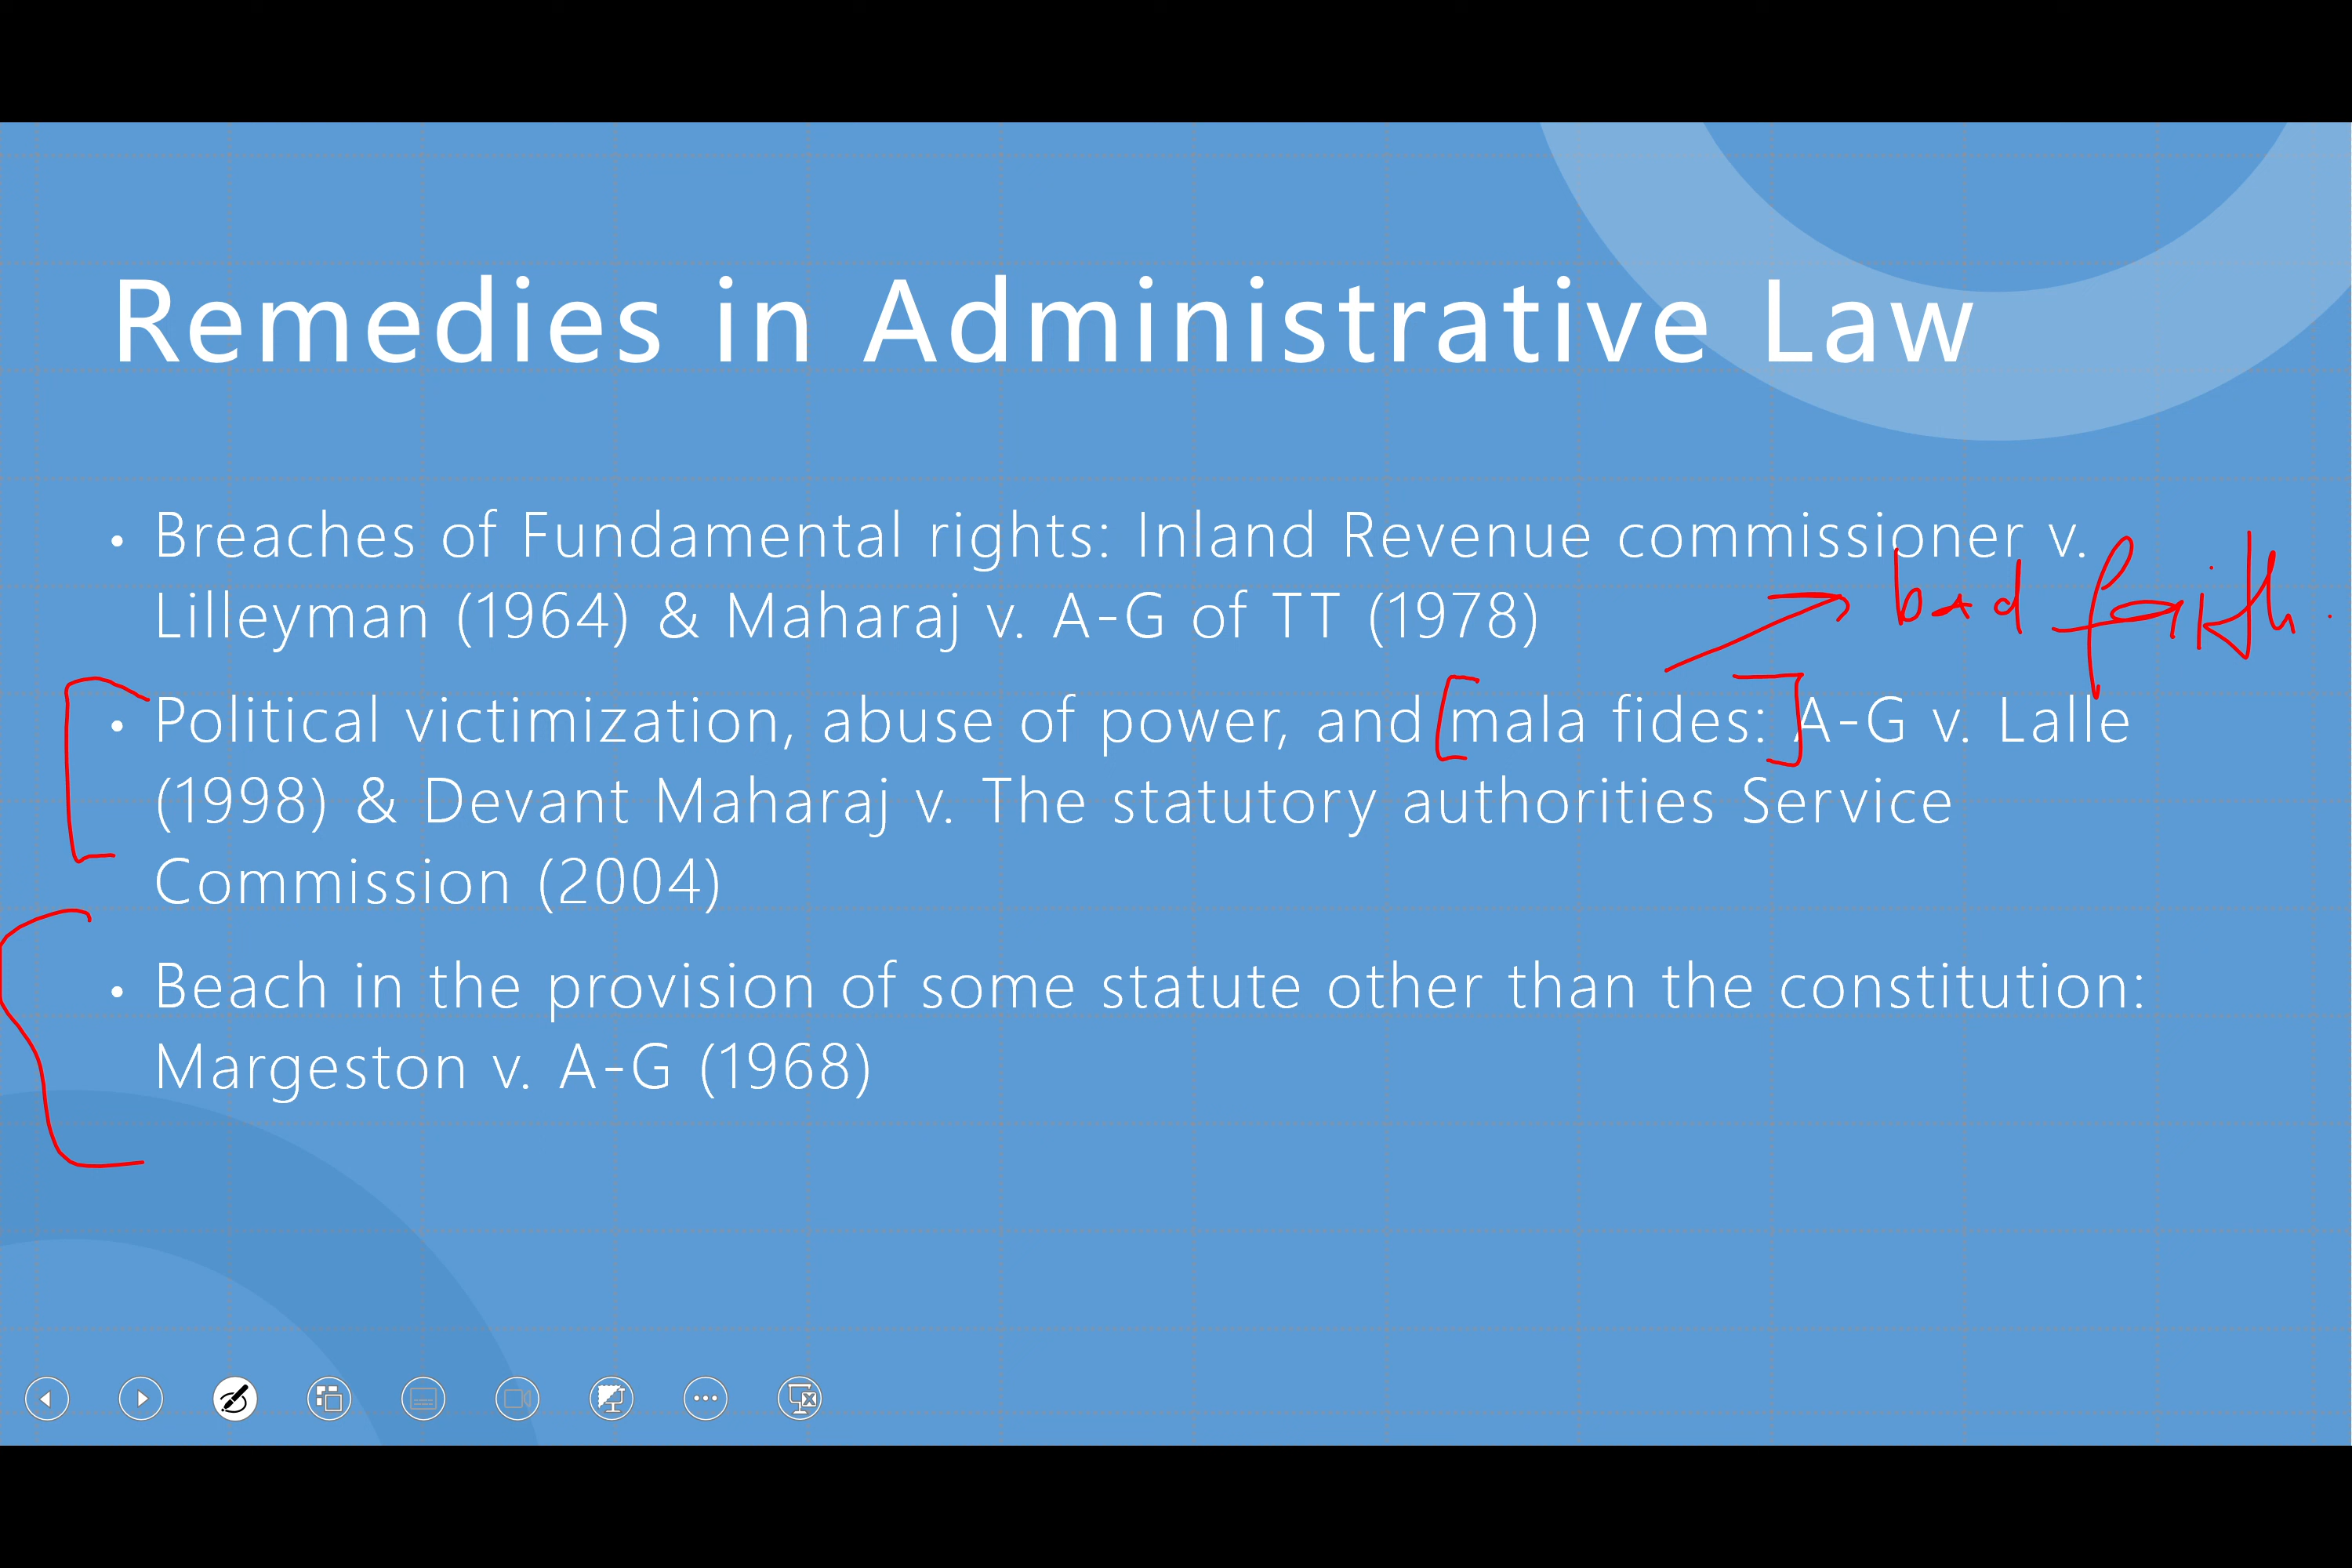 Remedies in Administrative Law
• Breaches of Fundamental rights: Inland Revenue commissioner v.
Lilleyman (1964) & Maharaj v. A-G of TT (1978)
bad faith.
• Political victimization, abuse of power, and [mala fides:] A-G v. Lalle
(1998) & Devant Maharaj v. The statutory authorities Service
Commission (2004)
• Beach in the provision of some statute other than the constitution:
Margeston v. A-G (1968)